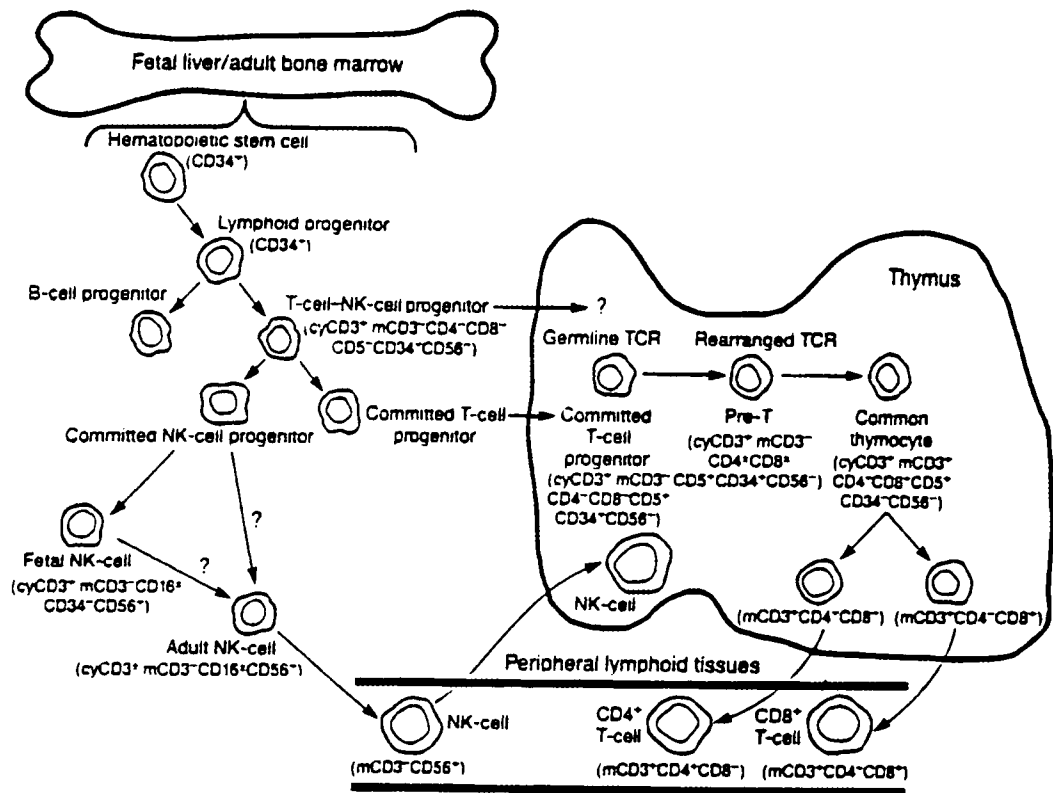 Fetal liver/adult bone marrow
Hematopoietic stem cell
(CD34⁺)
Lymphoid progenitor
(CD34⁺)
B-cell progenitor
T-cell–NK-cell progenitor
(cyCD3⁺ mCD3⁻CD4⁻CD8⁻
CD5⁻CD34⁺CD56⁻)
Committed NK-cell progenitor
Committed T-cell
progenitor
?
?
Fetal NK-cell
(cyCD3⁺ mCD3⁻CD16±
CD34⁻CD56⁺)
Adult NK-cell
(cyCD3± mCD3⁻CD16±CD56⁻)
Thymus
?
Germline TCR
Rearranged TCR
Committed
T-cell
progenitor
(cyCD3⁺ mCD3⁻
CD4⁻CD8⁻CD5⁺
CD34⁺CD56⁻)
Pre-T
(cyCD3⁺ mCD3⁻
CD4±CD8±
CD5⁺CD34⁺CD56⁻)
Common
thymocyte
(cyCD3⁺ mCD3⁺
CD4⁻CD8⁺CD5⁺
CD34⁻CD56⁻)
NK-cell
(mCD3⁺CD4⁻CD8⁻)
(mCD3⁺CD4⁻CD8⁺)
Peripheral lymphoid tissues
NK-cell
(mCD3⁻CD56⁺)
CD4⁺
T-cell
(mCD3⁺CD4⁺CD8⁻)
CD8⁺
T-cell
(mCD3⁺CD4⁻CD8⁺)